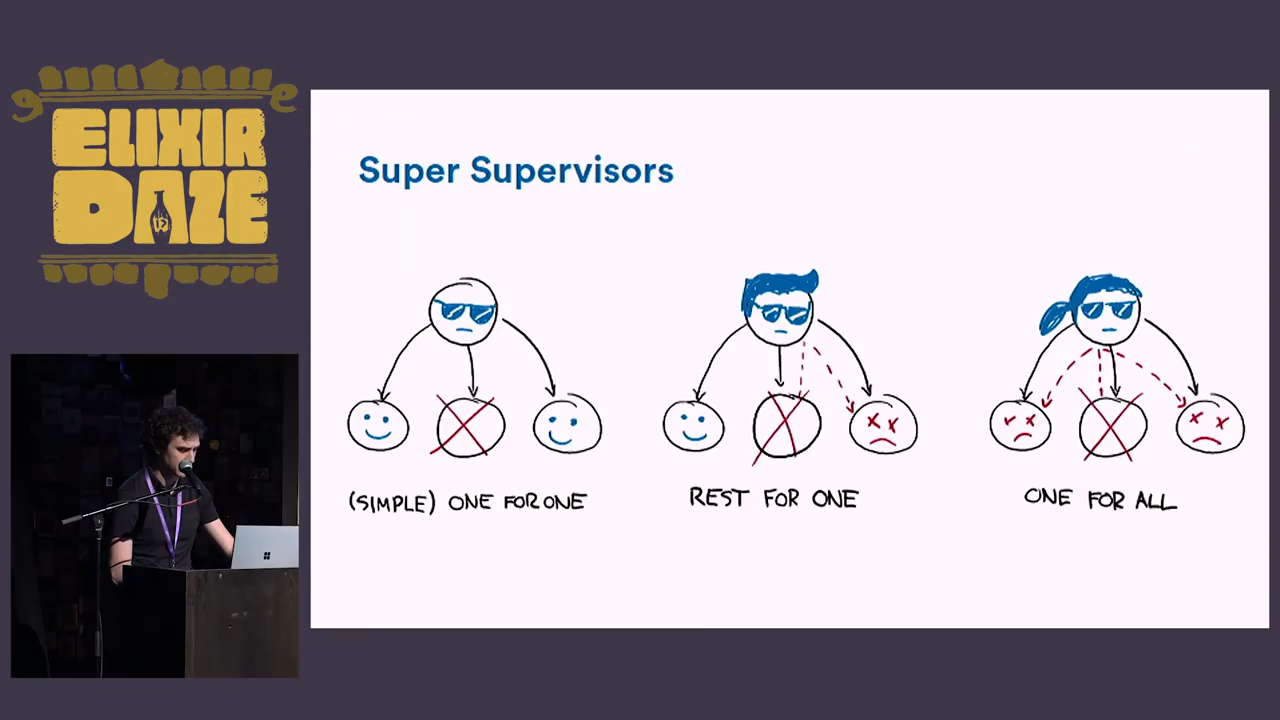 ELIXIR
DAZE
Super Supervisors
(SIMPLE) ONE FOR ONE
REST FOR ONE
ONE FOR ALL